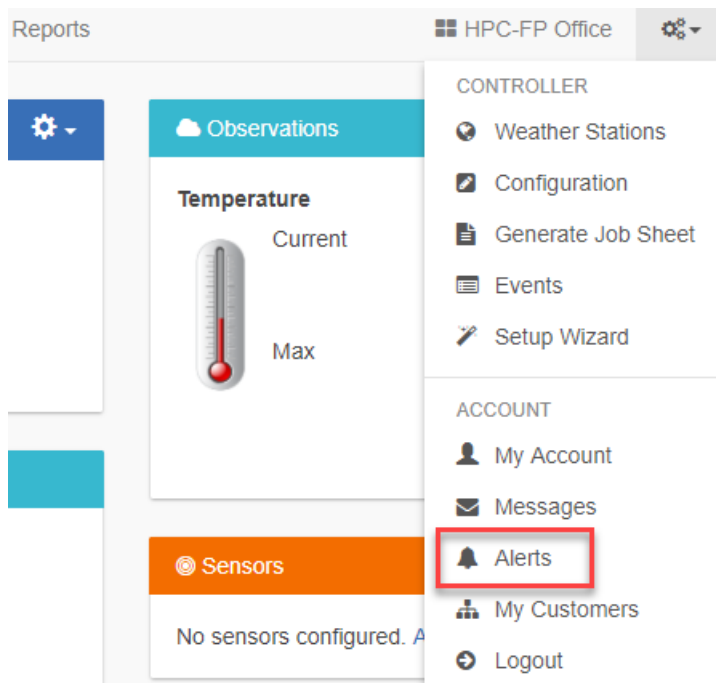 Reports
HPC-FP Office
CONTROLLER
Weather Stations
Configuration
Generate Job Sheet
Events
Setup Wizard
ACCOUNT
My Account
Messages
Alerts
My Customers
Logout
Observations
Temperature
Current
Max
Sensors
No sensors configured. A